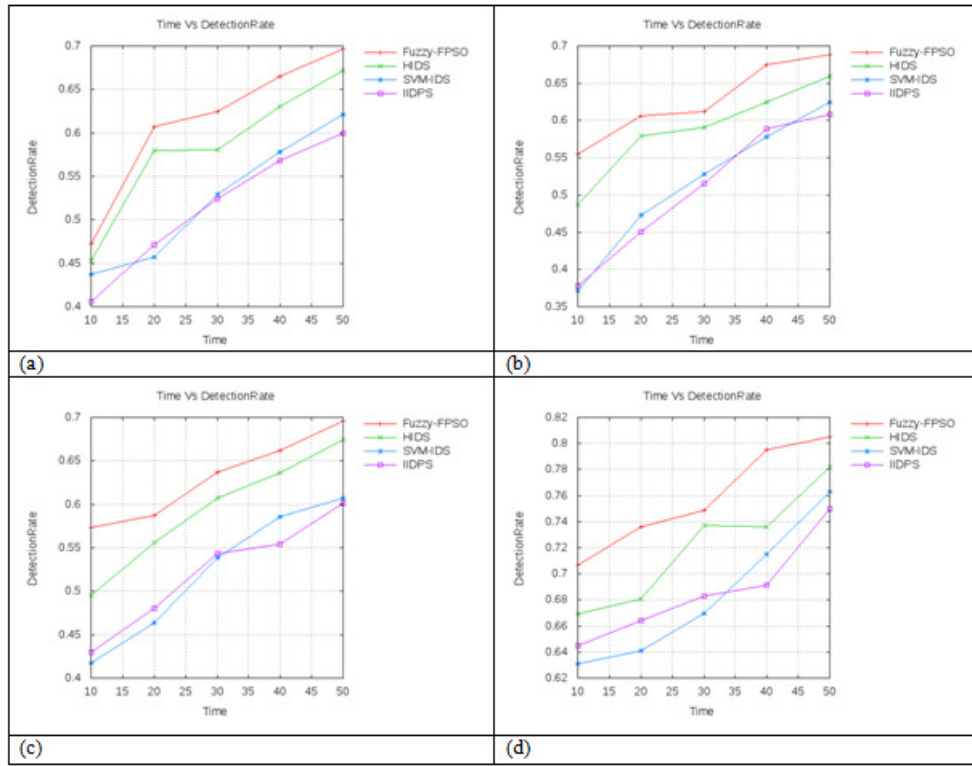 Time Vs DetectionRate
0.7
0.65
0.6
0.55
0.5
0.45
0.4
DetectionRate
10 15 20 25 30 35 40 45 50
Time
Fuzzy-FPSO
HIDS
SVM-IDS
IIDPS
(a)
Time Vs DetectionRate
0.7
0.65
0.6
0.55
0.5
0.45
0.4
0.35
DetectionRate
10 15 20 25 30 35 40 45 50
Time
Fuzzy-FPSO
HIDS
SVM-IDS
IIDPS
(b)
Time Vs DetectionRate
0.7
0.65
0.6
0.55
0.5
0.45
0.4
DetectionRate
10 15 20 25 30 35 40 45 50
Time
Fuzzy-FPSO
HIDS
SVM-IDS
IIDPS
(c)
Time Vs DetectionRate
0.82
0.8
0.78
0.76
0.74
0.72
0.7
0.68
0.66
0.64
0.62
DetectionRate
10 15 20 25 30 35 40 45 50
Time
Fuzzy-FPSO
HIDS
SVM-IDS
IIDPS
(d)